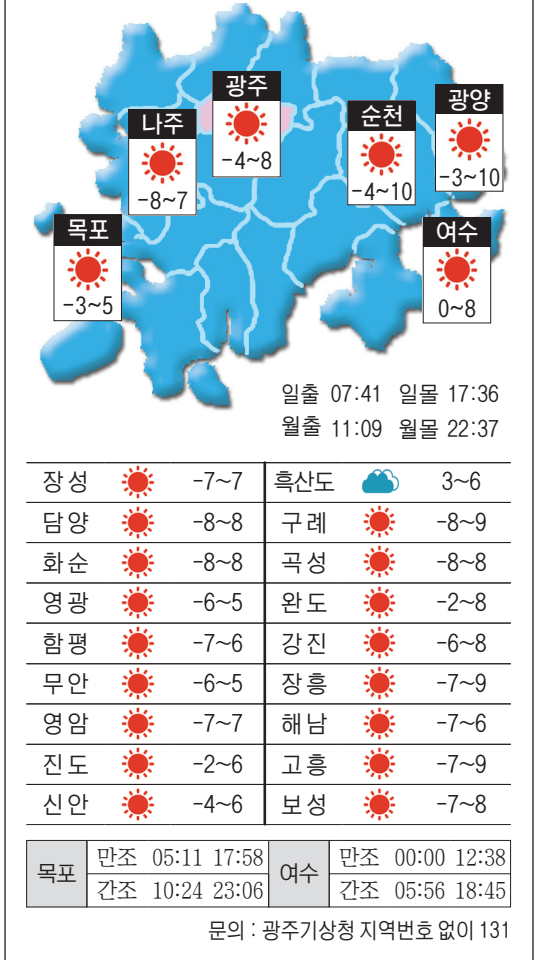 광주
-4~8
나주
-8~7
순천
-4~10
광양
-3~10
목포
-3~5
여수
0~8
일출 07:41 일몰 17:36
월출 11:09 월몰 22:37
장성 -7~7 흑산도 3~6
담양 -8~8 구례 -8~9
화순 -8~8 곡성 -8~8
영광 -6~5 완도 -2~8
함평 -7~6 강진 -6~8
무안 -6~5 장흥 -7~9
영암 -7~7 해남 -7~6
진도 -2~6 고흥 -7~9
신안 -4~6 보성 -7~8
목포 만조 05:11 17:58 여수 만조 00:00 12:38
간조 10:24 23:06 간조 05:56 18:45
문의 : 광주기상청 지역번호 없이 131